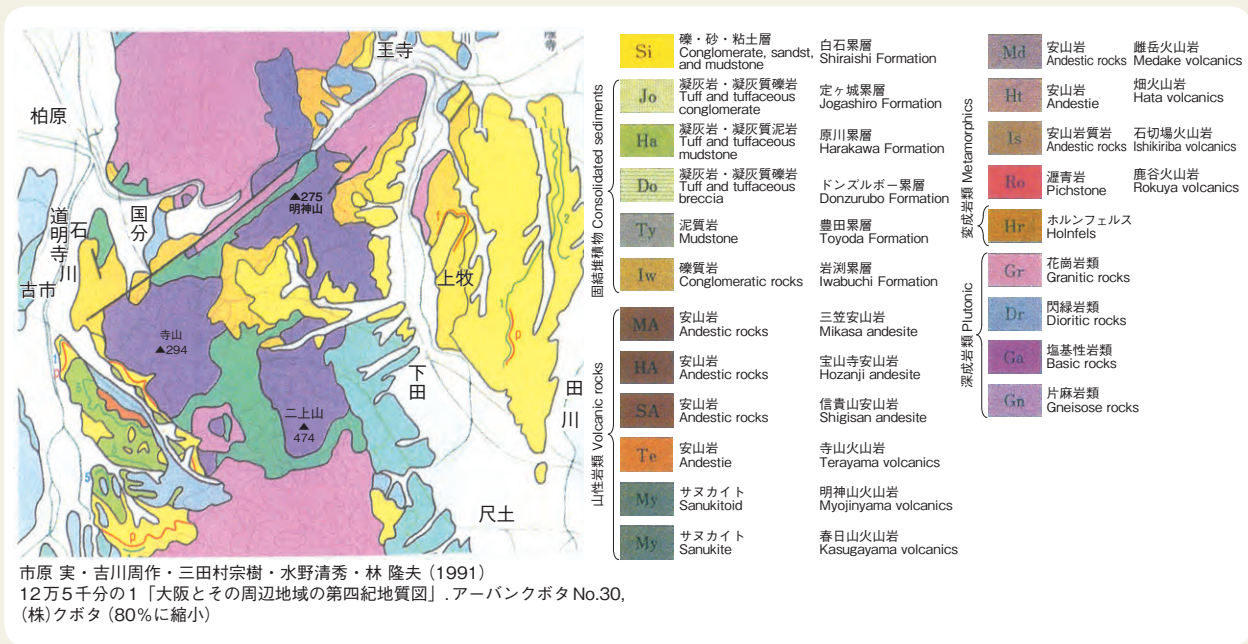 王寺
柏原
国分
道明寺
石川
古市
▲275
明神山
上牧
寺山
▲294
二上山
▲
474
下田
田川
尺土
1
2
1
f
p
p
5
5
Si
礫・砂・粘土層
Conglomerate, sandst,
and mudstone
白石累層
Shiraishi Formation
固結堆積物 Consolidated sediments
Jo
凝灰岩・凝灰質礫岩
Tuff and tuffaceous
conglomerate
定ヶ城累層
Jogashiro Formation
Ha
凝灰岩・凝灰質泥岩
Tuff and tuffaceous
mudstone
原川累層
Harakawa Formation
Do
凝灰岩・凝灰質礫岩
Tuff and tuffaceous
breccia
ドンズルボー累層
Donzurubo Formation
Ty
泥質岩
Mudstone
豊田累層
Toyoda Formation
Iw
礫質岩
Conglomeratic rocks
岩渕累層
Iwabuchi Formation
山性岩類 Volcanic rocks
MA
安山岩
Andestic rocks
三笠安山岩
Mikasa andesite
HA
安山岩
Andestic rocks
宝山寺安山岩
Hozanji andesite
SA
安山岩
Andestic rocks
信貴山安山岩
Shigisan andesite
Te
安山岩
Andestie
寺山火山岩
Terayama volcanics
My
サヌカイト
Sanukitoid
明神山火山岩
Myojinyama volcanics
My
サヌカイト
Sanukite
春日山火山岩
Kasugayama volcanics
Md
安山岩
Andestic rocks
雌岳火山岩
Medake volcanics
Ht
安山岩
Andestie
畑火山岩
Hata volcanics
Is
安山岩質岩
Andestic rocks
石切場火山岩
Ishikiriba volcanics
Ro
瀝青岩
Pichstone
鹿谷火山岩
Rokuya volcanics
変成岩類 Metamorphics
Hr
ホルンフェルス
Holnfels
深成岩類 Plutonic
Gr
花崗岩類
Granitic rocks
Dr
閃緑岩類
Dioritic rocks
Ga
塩基性岩類
Basic rocks
Gn
片麻岩類
Gneisose rocks
市原 実・吉川周作・三田村宗樹・水野清秀・林 隆夫 (1991)
12万5千分の1「大阪とその周辺地域の第四紀地質図」. アーバンクボタ No.30,
(株)クボタ (80%に縮小)